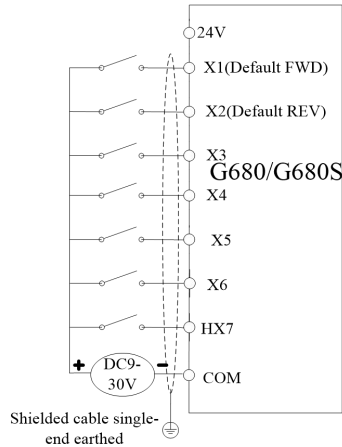 24V
X1(Default FWD)
X2(Default REV)
X3
G680/G680S
X4
X5
X6
HX7
+ DC9- -
30V
COM
Shielded cable single-
end earthed